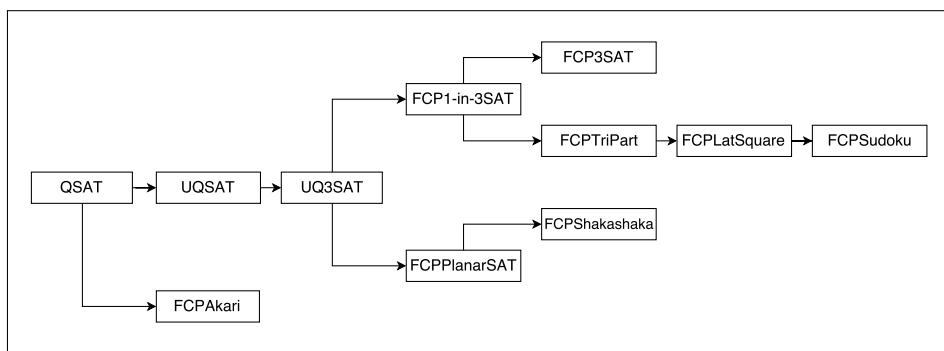 FCP3SAT
FCP1-in-3SAT
FCPTriPart
FCPLatSquare
FCPSudoku
QSAT
UQSAT
UQ3SAT
FCPShakashaka
FCPPlanarSAT
FCPAkari